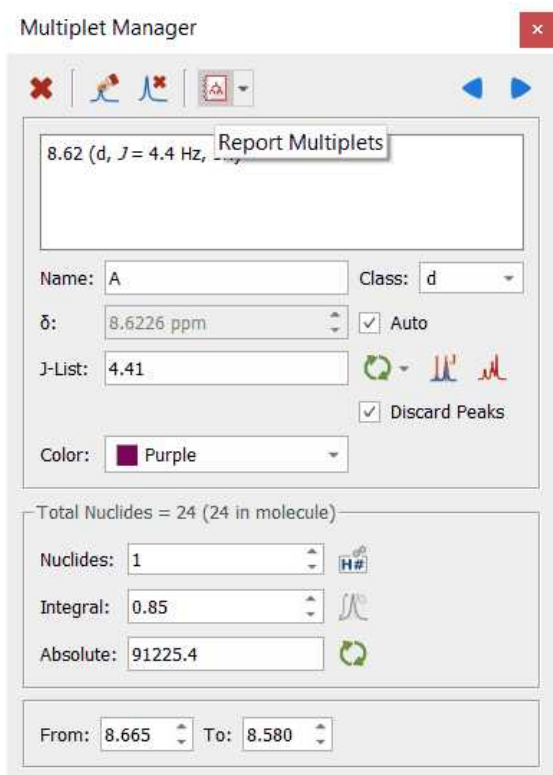 Multiplet Manager
Report Multiplets
8.62 (d, J = 4.4 Hz,
Name: A Class: d
δ: 8.6226 ppm Auto
J-List: 4.41
Discard Peaks
Color: Purple
Total Nuclides = 24 (24 in molecule)
Nuclides: 1 H#
Integral: 0.85
Absolute: 91225.4
From: 8.665 To: 8.580